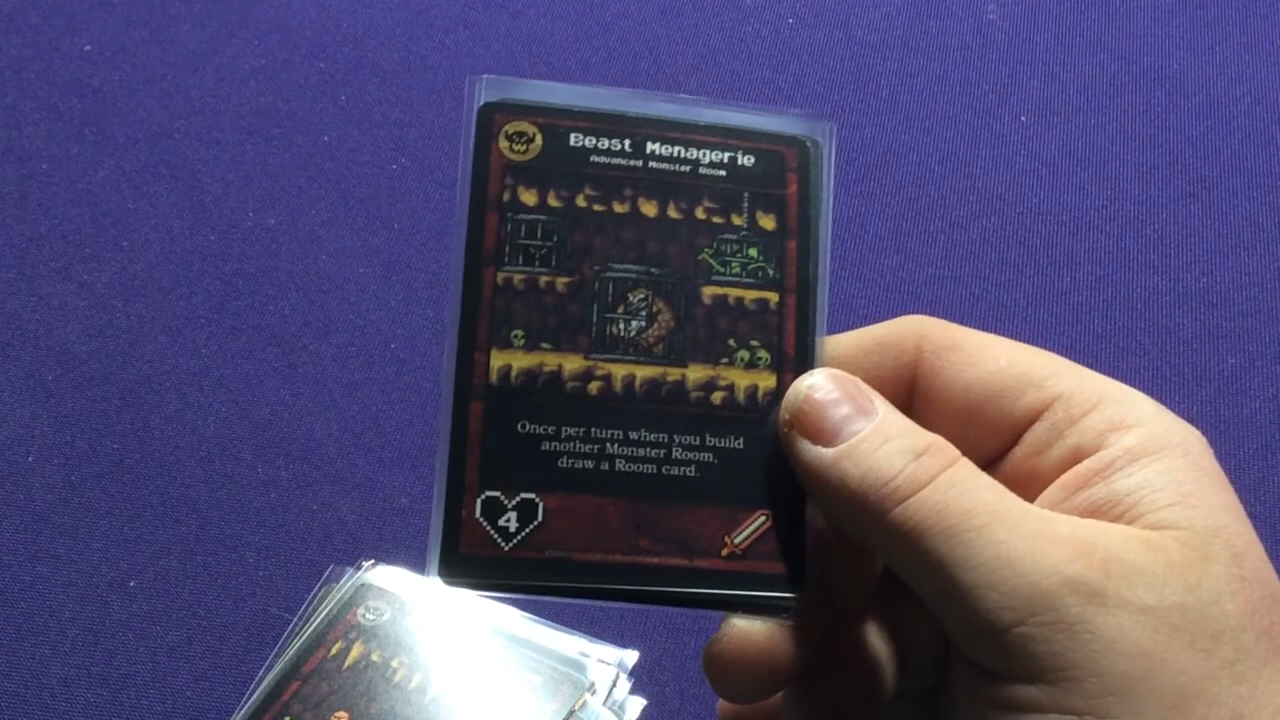 Beast Menagerie
Advanced Monster Room
Once per turn when you build
another Monster Room,
draw a Room card.
4